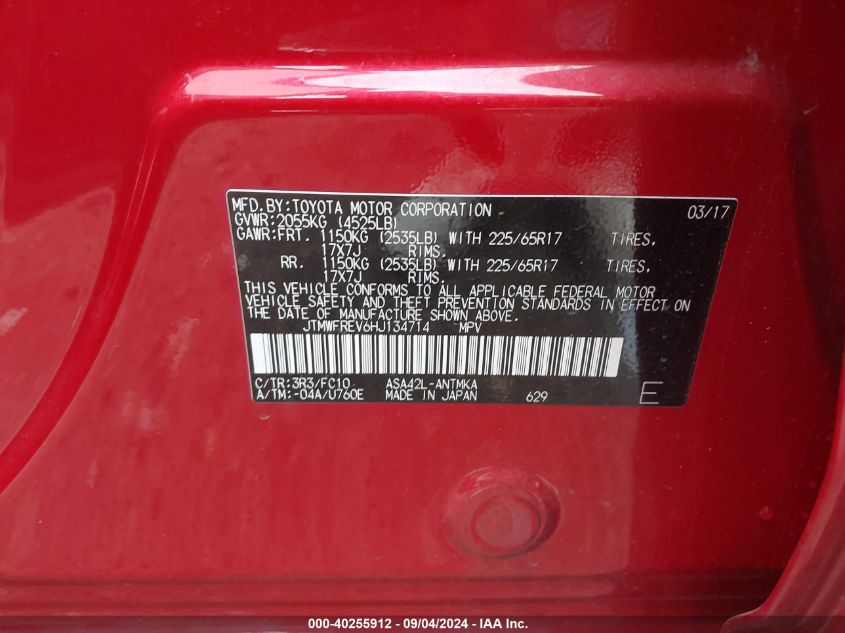 MFD.BY:TOYOTA MOTOR CORPORATION 03/17
GVWR:2055KG (4525LB)
GAWR:FRT. 1150KG (2535LB) WITH 225/65R17 TIRES,
17X7J RIMS.
RR. 1150KG (2535LB) WITH 225/65R17 TIRES,
17X7J RIMS.
THIS VEHICLE CONFORMS TO ALL APPLICABLE FEDERAL MOTOR
VEHICLE SAFETY AND THEFT PREVENTION STANDARDS IN EFFECT ON
THE DATE OF MANUFACTURE SHOWN ABOVE.
JTMWFREV6HJ134714 MPV
C/TR:3R3/FC10 ASA42L-ANTMKA
A/TM:-04A/U760E MADE IN JAPAN 629 E
000-40255912 - 09/04/2024 - IAA Inc.